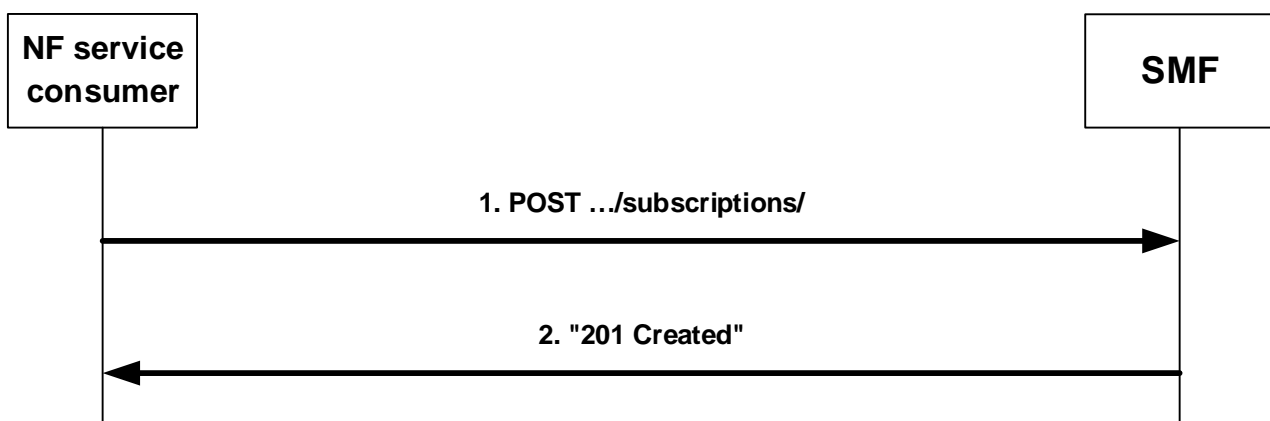 NF service
consumer
SMF
1. POST …/subscriptions/
2. "201 Created"